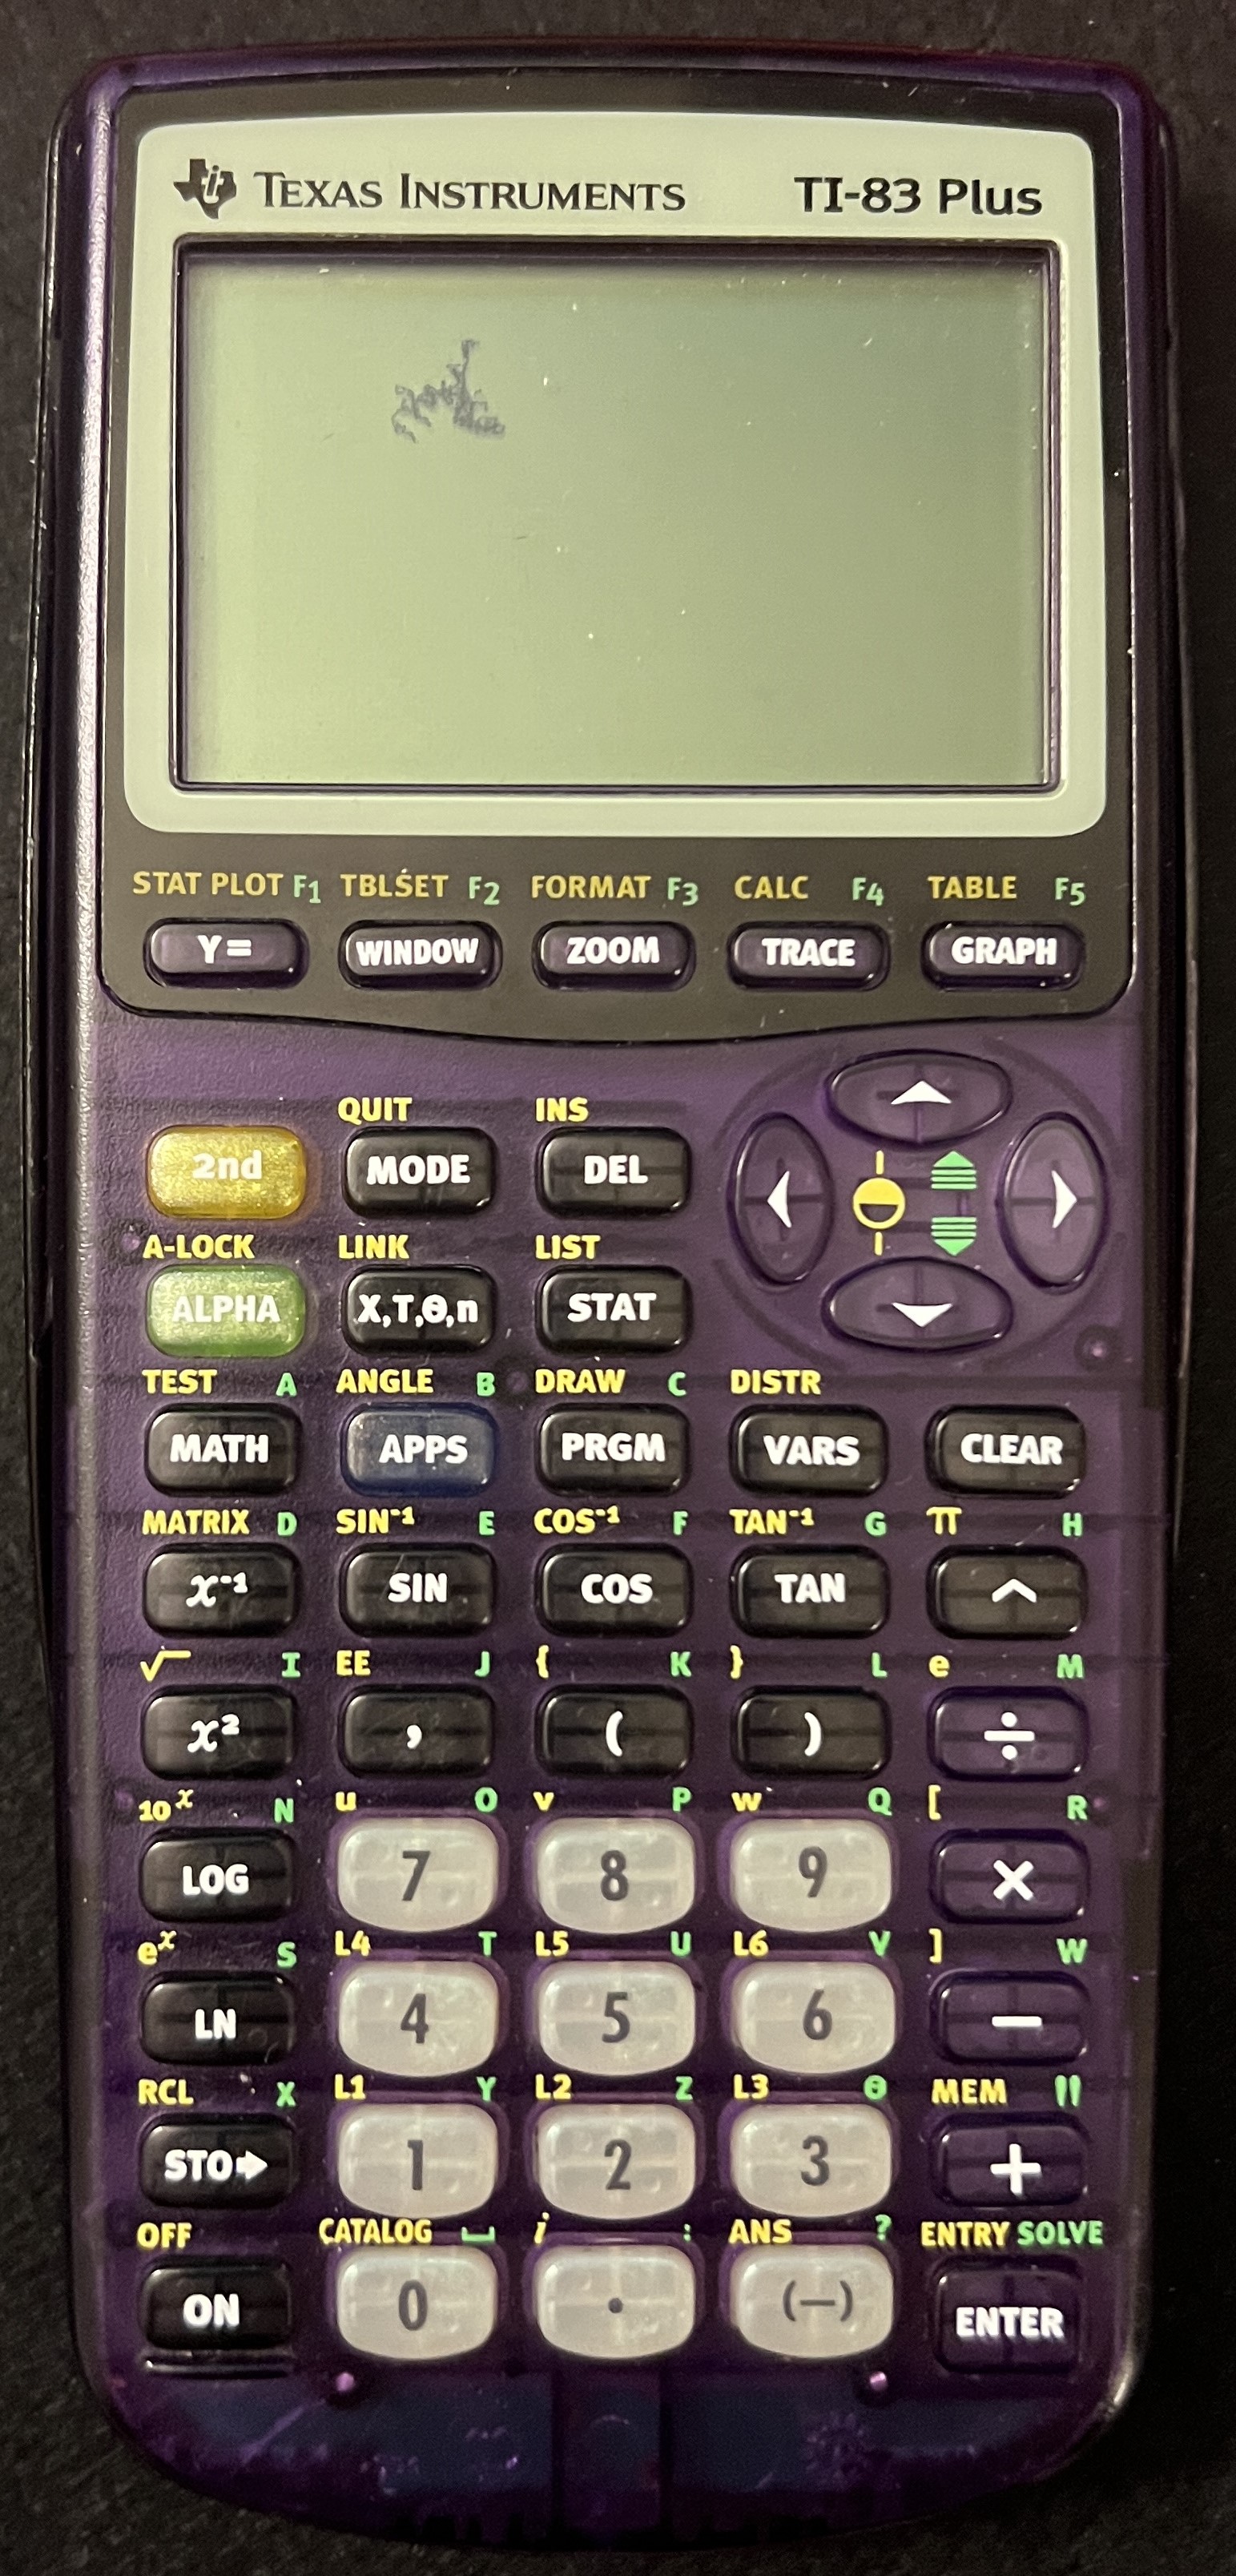 TEXAS INSTRUMENTS TI-83 Plus
STAT PLOT F1 TBLSET F2 FORMAT F3 CALC F4 TABLE F5
Y= WINDOW ZOOM TRACE GRAPH
QUIT INS
2nd MODE DEL
A-LOCK LINK LIST
ALPHA X,T,Θ,n STAT
TEST A ANGLE B DRAW C DISTR
MATH APPS PRGM VARS CLEAR
MATRIX D SIN⁻¹ E COS⁻¹ F TAN⁻¹ G π H
x⁻¹ SIN COS TAN ^
√ I EE J { K } L e M
x² , ( ) ÷
10ˣ N u O v P w Q [ R
LOG 7 8 9 ×
eˣ S L4 T L5 U L6 V ] W
LN 4 5 6 −
RCL X L1 Y L2 Z L3 Θ MEM "
STO➔ 1 2 3 +
OFF CATALOG ⎵ i : ANS ? ENTRY SOLVE
ON 0 . (−) ENTER